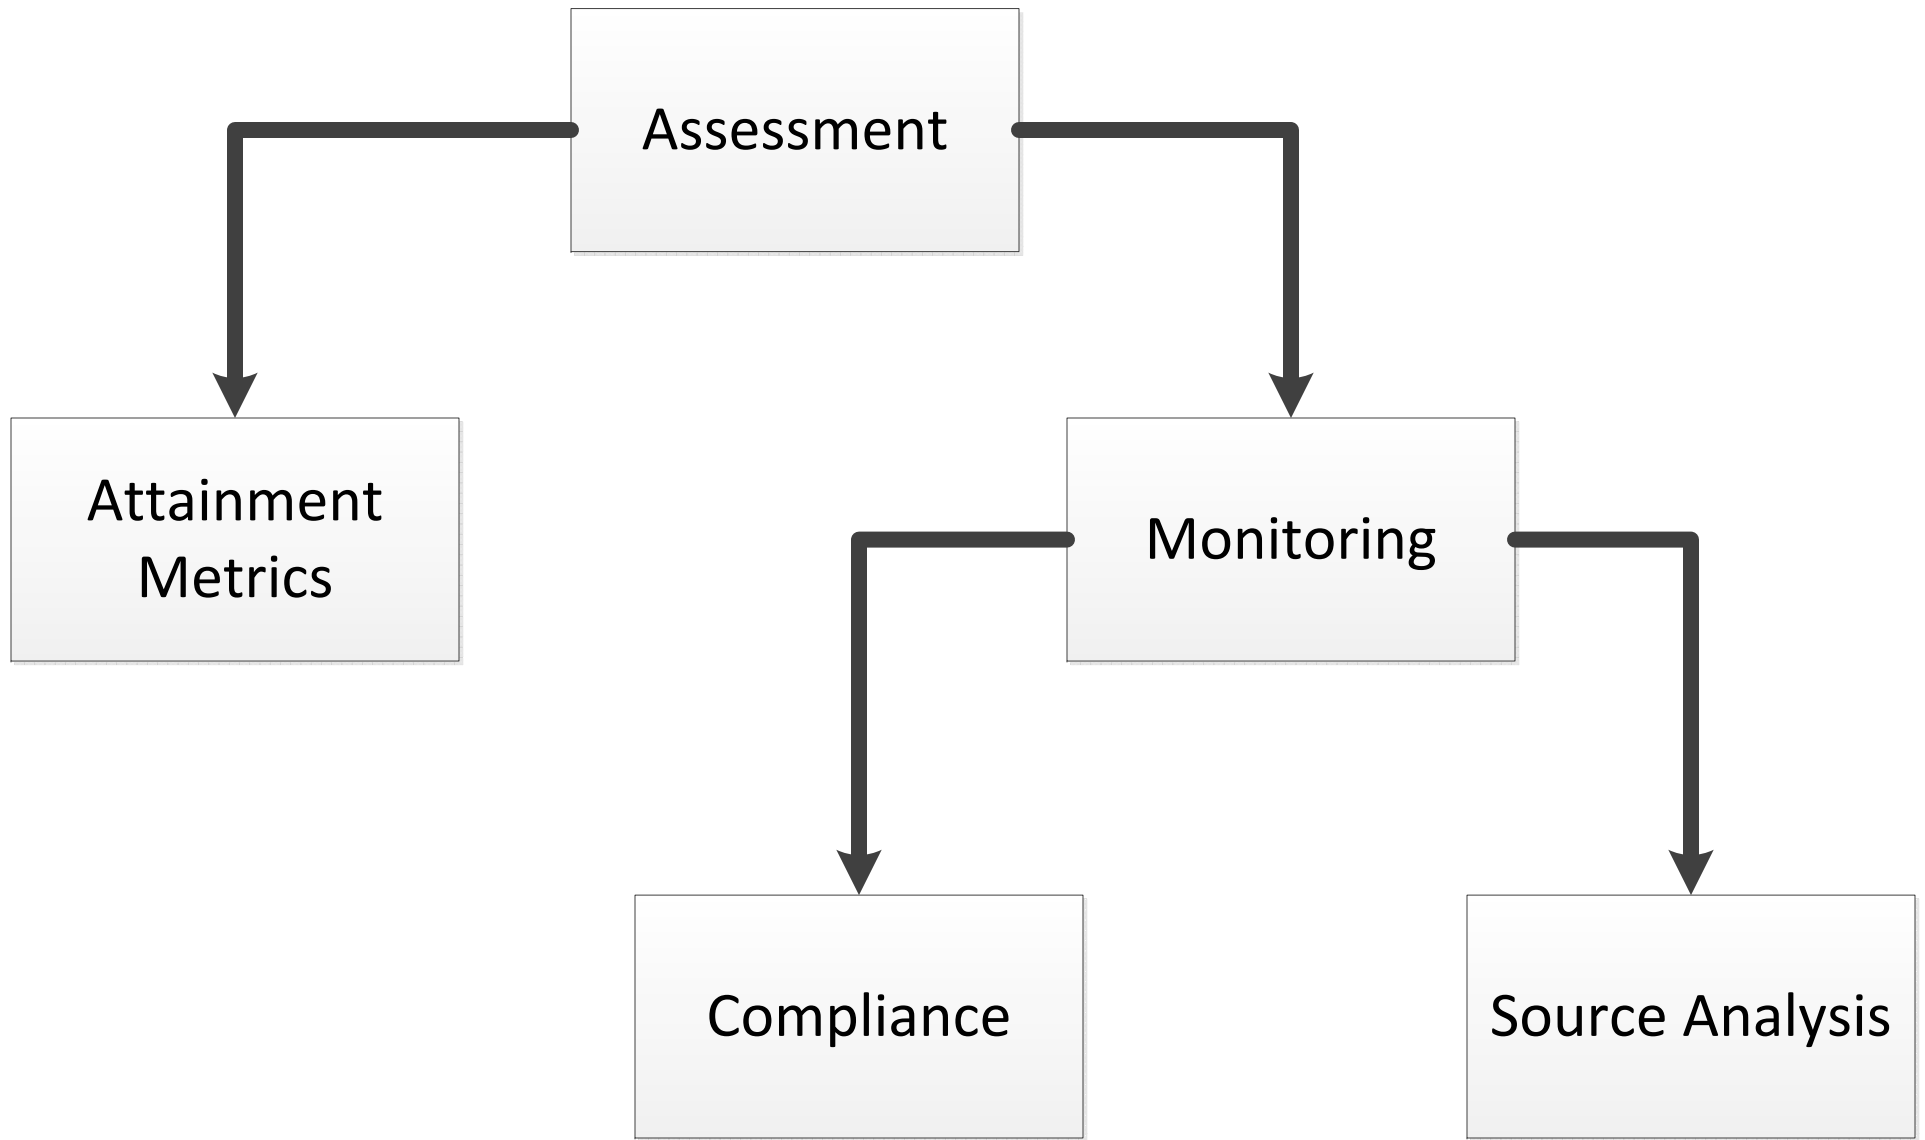 Assessment
Attainment
Metrics
Monitoring
Compliance
Source Analysis